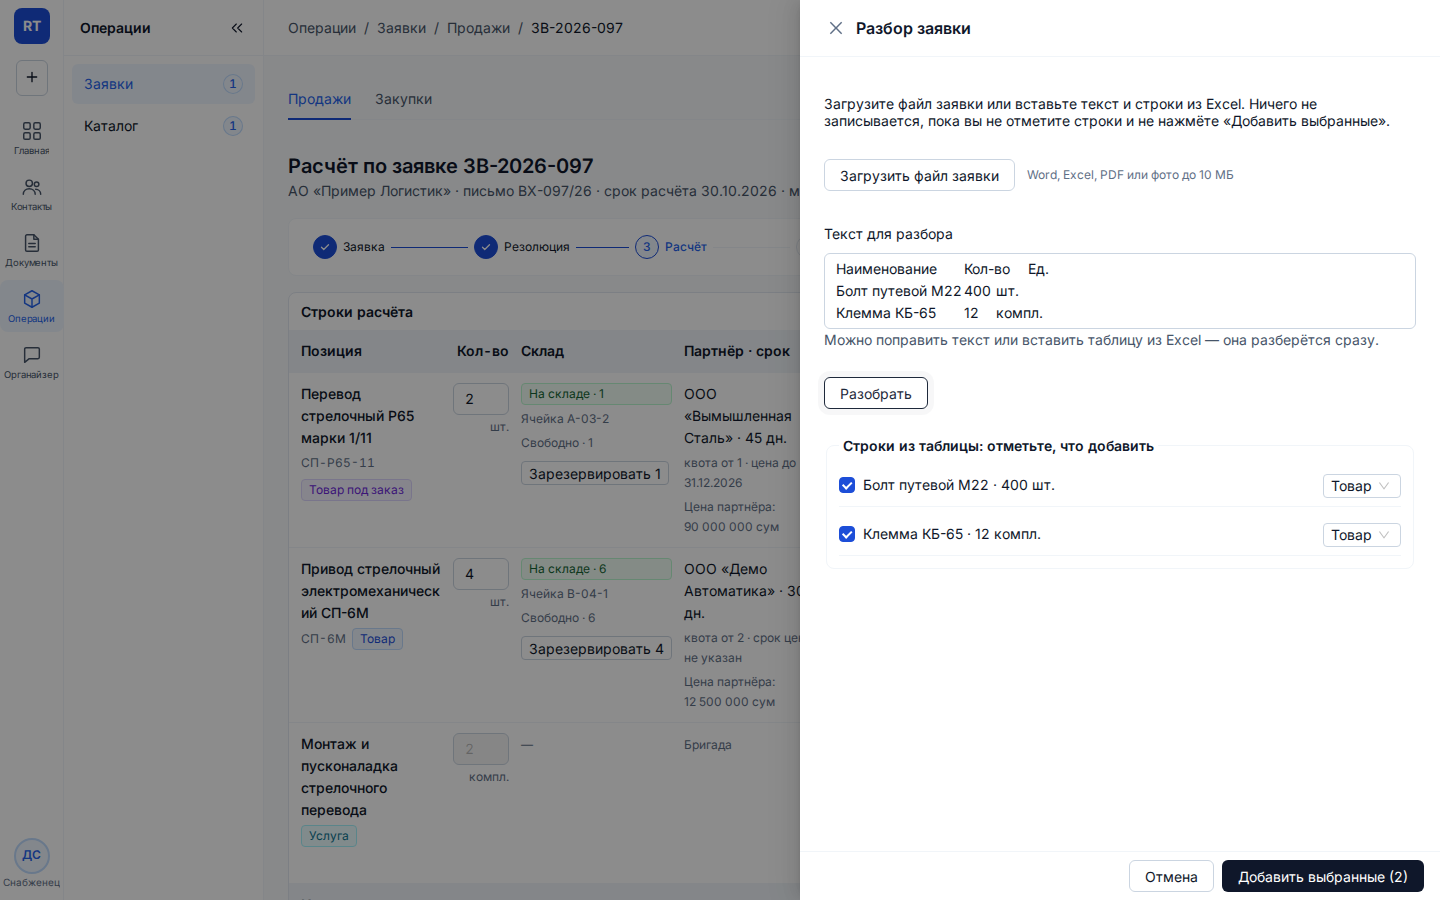 RT
Главная
Контакты
Документы
Операции
Органайзер
ДС
Снабженец
Операции
Заявки 1
Каталог 1
Операции / Заявки / Продажи / ЗВ-2026-097
Продажи Закупки
Расчёт по заявке ЗВ-2026-097
АО «Пример Логистик» · письмо ВХ-097/26 · срок расчёта 30.10.2026 · м
Заявка Резолюция 3 Расчёт
Строки расчёта
Позиция Кол-во Склад Партнёр · срок
Перевод
стрелочный Р65
марки 1/11
СП-Р65-11
Товар под заказ
2
шт.
На складе · 1
Ячейка А-03-2
Свободно · 1
Зарезервировать 1
ООО
«Вымышленная
Сталь» · 45 дн.
квота от 1 · цена до
31.12.2026
Цена партнёра:
90 000 000 сум
Привод стрелочный
электромеханическ
ий СП-6М
СП-6М Товар
4
шт.
На складе · 6
Ячейка В-04-1
Свободно · 6
Зарезервировать 4
ООО «Демо
Автоматика» · 30
дн.
квота от 2 · срок це
не указан
Цена партнёра:
12 500 000 сум
Монтаж и
пусконаладка
стрелочного
перевода
Услуга
2
компл.
—
Бригада
Разбор заявки
Загрузите файл заявки или вставьте текст и строки из Excel. Ничего не
записывается, пока вы не отметите строки и не нажмёте «Добавить выбранные».
Загрузить файл заявки Word, Excel, PDF или фото до 10 МБ
Текст для разбора
Наименование Кол-во Ед.
Болт путевой М22 400 шт.
Клемма КБ-65 12 компл.
Можно поправить текст или вставить таблицу из Excel — она разберётся сразу.
Разобрать
Строки из таблицы: отметьте, что добавить
Болт путевой М22 · 400 шт. Товар
Клемма КБ-65 · 12 компл. Товар
Отмена Добавить выбранные (2)